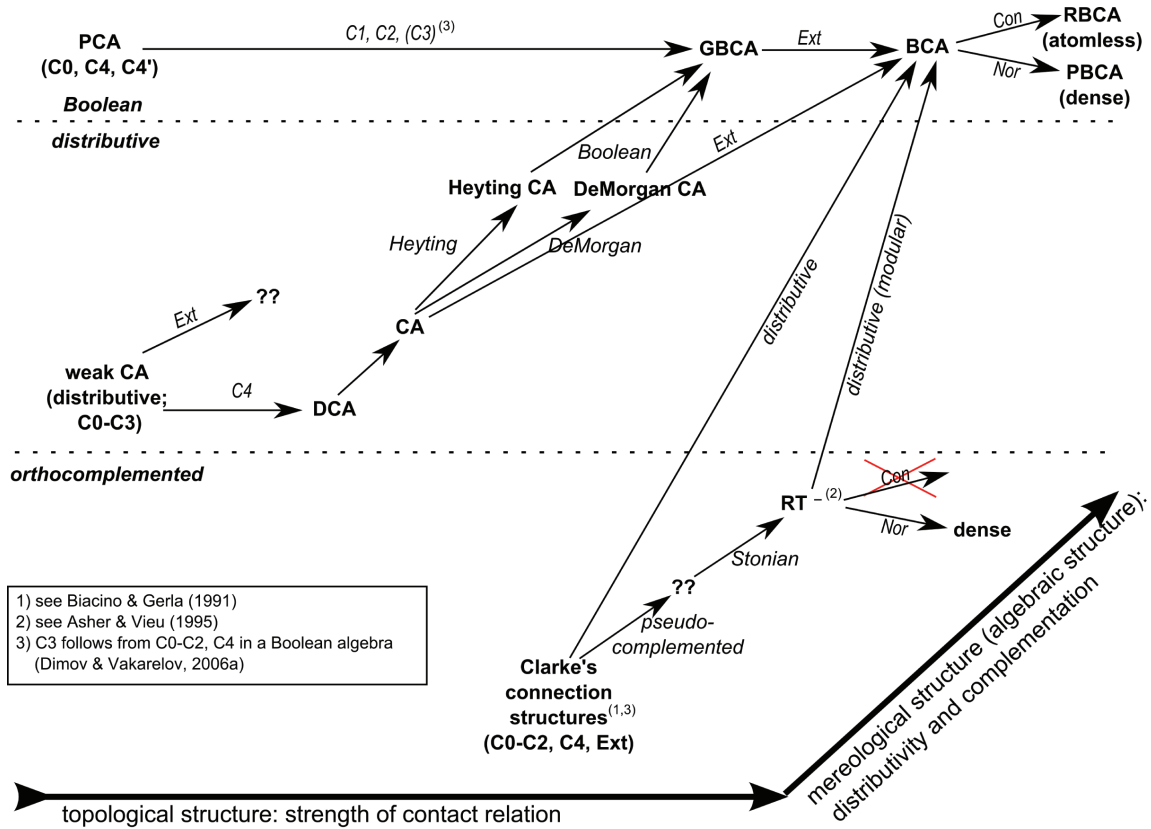 C1, C2, (C3)(3)
PCA
(C0, C4, C4')
GBCA
Ext
BCA
Con
RBCA
(atomless)
Nor
PBCA
(dense)
Boolean
distributive
Boolean
Ext
Heyting CA
DeMorgan CA
Heyting
DeMorgan
distributive
distributive (modular)
Ext
??
CA
weak CA
(distributive;
C0-C3)
C4
DCA
orthocomplemented
Con
RT –(2)
Nor
dense
Stonian
??
pseudo-
complemented
1) see Biacino & Gerla (1991)
2) see Asher & Vieu (1995)
3) C3 follows from C0-C2, C4 in a Boolean algebra
(Dimov & Vakarelov, 2006a)
Clarke's
connection
structures(1,3)
(C0-C2, C4, Ext)
mereological structure (algebraic structure):
distributivity and complementation
topological structure: strength of contact relation